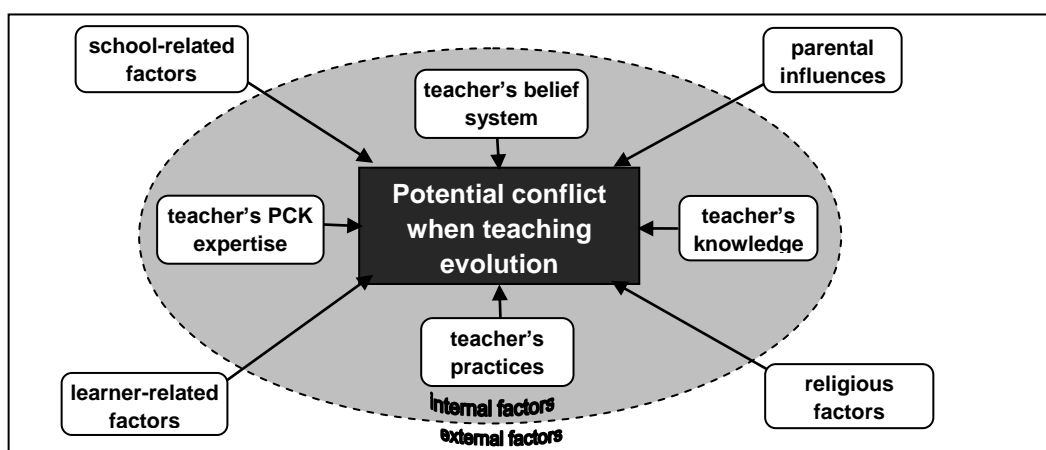 school-related
factors
parental
influences
teacher's belief
system
Potential conflict
when teaching
evolution
teacher's PCK
expertise
teacher's
knowledge
teacher's
practices
learner-related
factors
religious
factors
internal factors
external factors